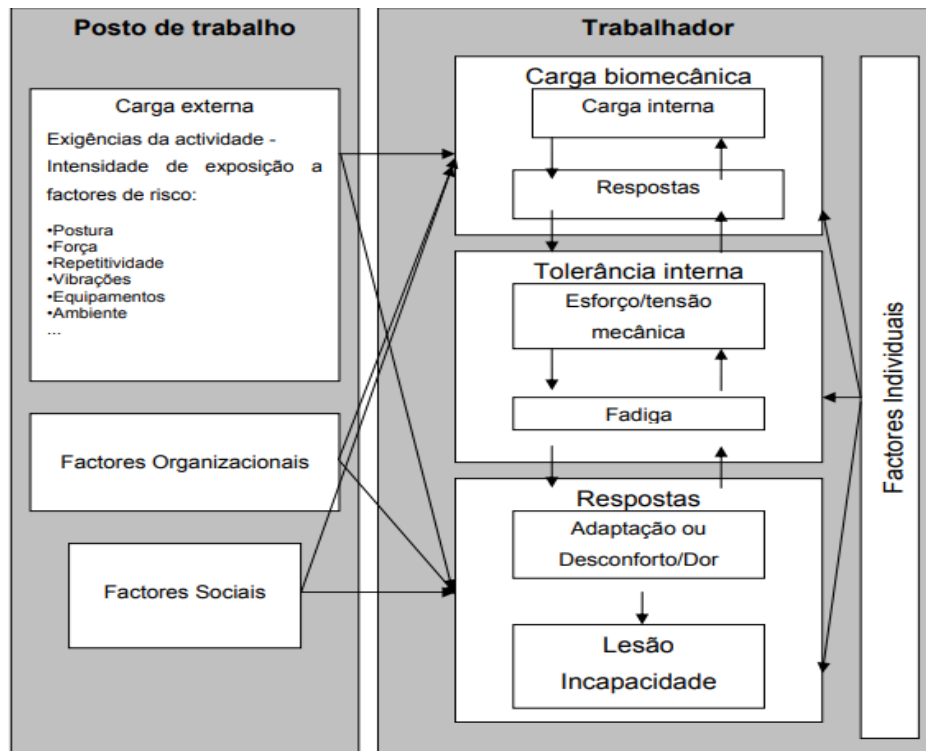 Posto de trabalho
Carga externa
Exigências da actividade -
Intensidade de exposição a
factores de risco:
•Postura
•Força
•Repetitividade
•Vibrações
•Equipamentos
•Ambiente
...
Factores Organizacionais
Factores Sociais
Trabalhador
Carga biomecânica
Carga interna
Respostas
Tolerância interna
Esforço/tensão
mecânica
Fadiga
Respostas
Adaptação ou
Desconforto/Dor
Lesão
Incapacidade
Factores Individuais